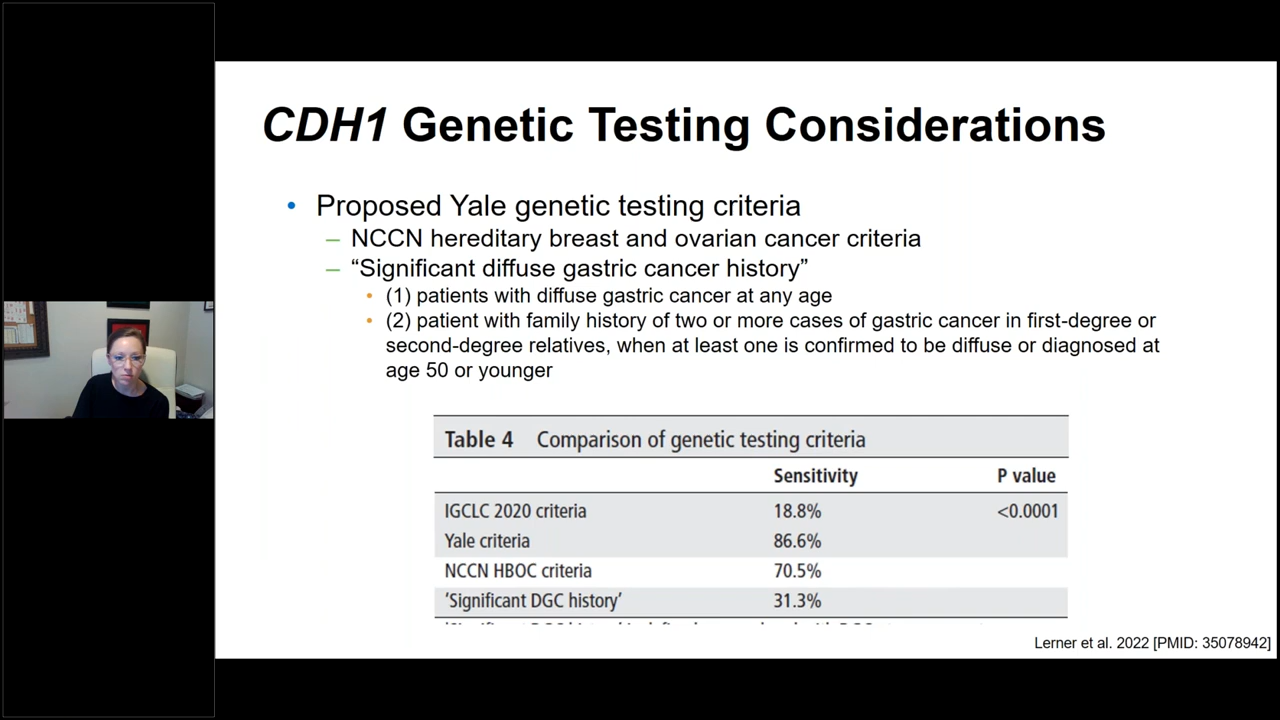 CDH1 Genetic Testing Considerations
• Proposed Yale genetic testing criteria
– NCCN hereditary breast and ovarian cancer criteria
– “Significant diffuse gastric cancer history”
• (1) patients with diffuse gastric cancer at any age
• (2) patient with family history of two or more cases of gastric cancer in first-degree or
second-degree relatives, when at least one is confirmed to be diffuse or diagnosed at
age 50 or younger
Table 4 Comparison of genetic testing criteria
Sensitivity P value
IGCLC 2020 criteria 18.8% <0.0001
Yale criteria 86.6%
NCCN HBOC criteria 70.5%
‘Significant DGC history’ 31.3%
Lerner et al. 2022 [PMID: 35078942]